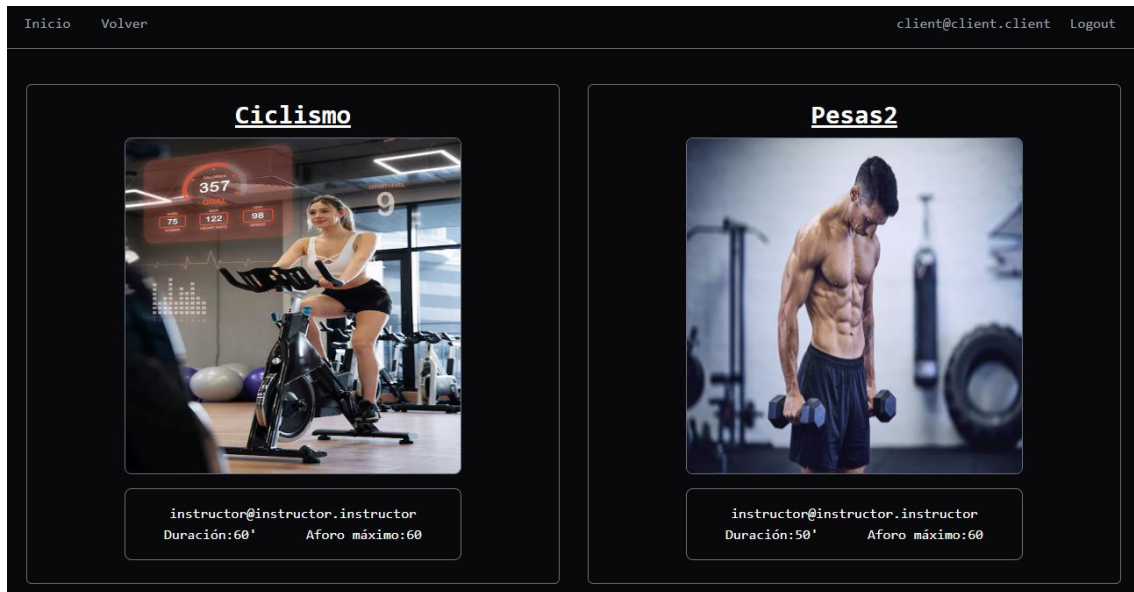 Inicio Volver client@client.client Logout
Ciclismo
357
GOAL
75 122 98
9
instructor@instructor.instructor
Duración:60' Aforo máximo:60
Pesas2
instructor@instructor.instructor
Duración:50' Aforo máximo:60